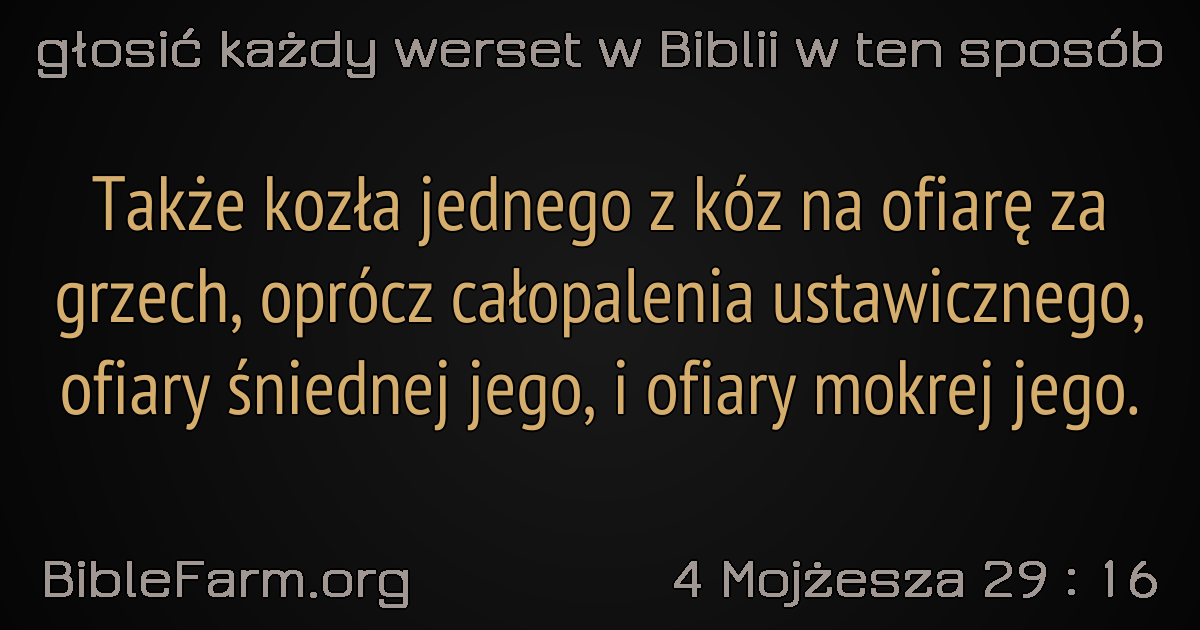 głosić każdy werset w Biblii w ten sposób
Także kozła jednego z kóz na ofiarę za
grzech, oprócz całopalenia ustawicznego,
ofiary śniednej jego, i ofiary mokrej jego.
BibleFarm.org
4 Mojżesza 29 : 16